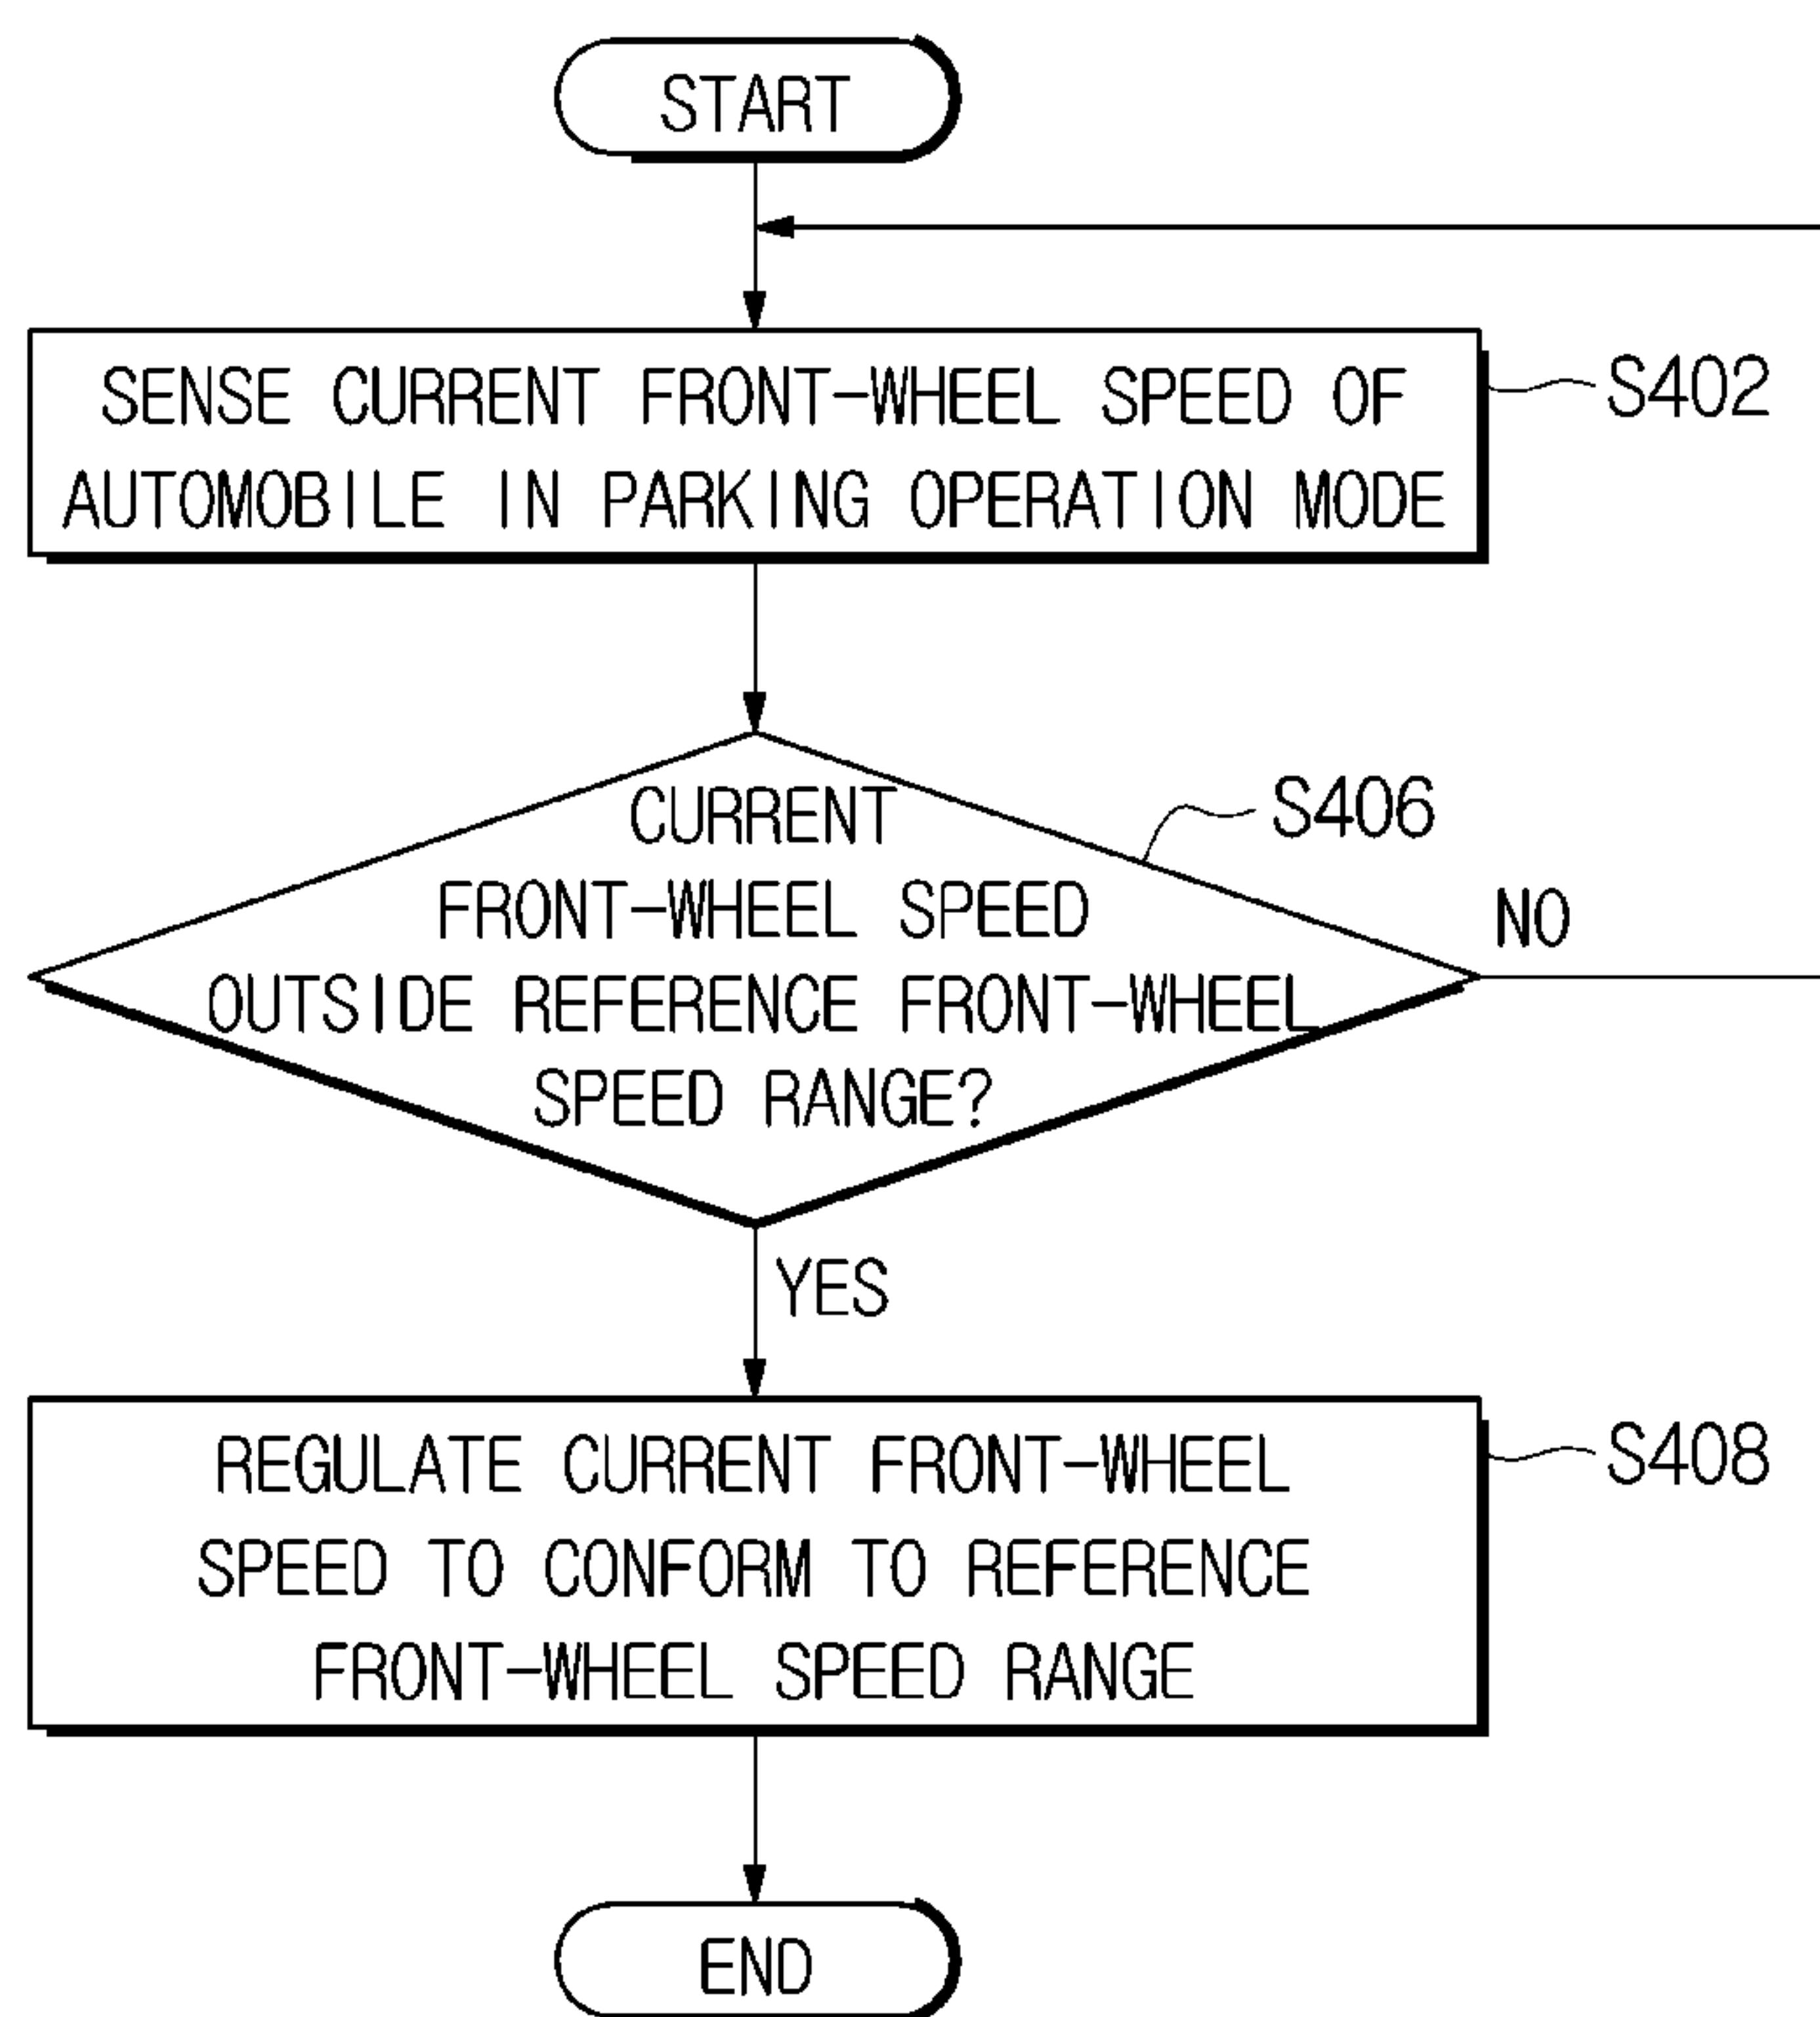 START
SENSE CURRENT FRONT-WHEEL SPEED OF
AUTOMOBILE IN PARKING OPERATION MODE
S402
CURRENT
FRONT-WHEEL SPEED
OUTSIDE REFERENCE FRONT-WHEEL
SPEED RANGE?
S406
NO
YES
REGULATE CURRENT FRONT-WHEEL
SPEED TO CONFORM TO REFERENCE
FRONT-WHEEL SPEED RANGE
S408
END